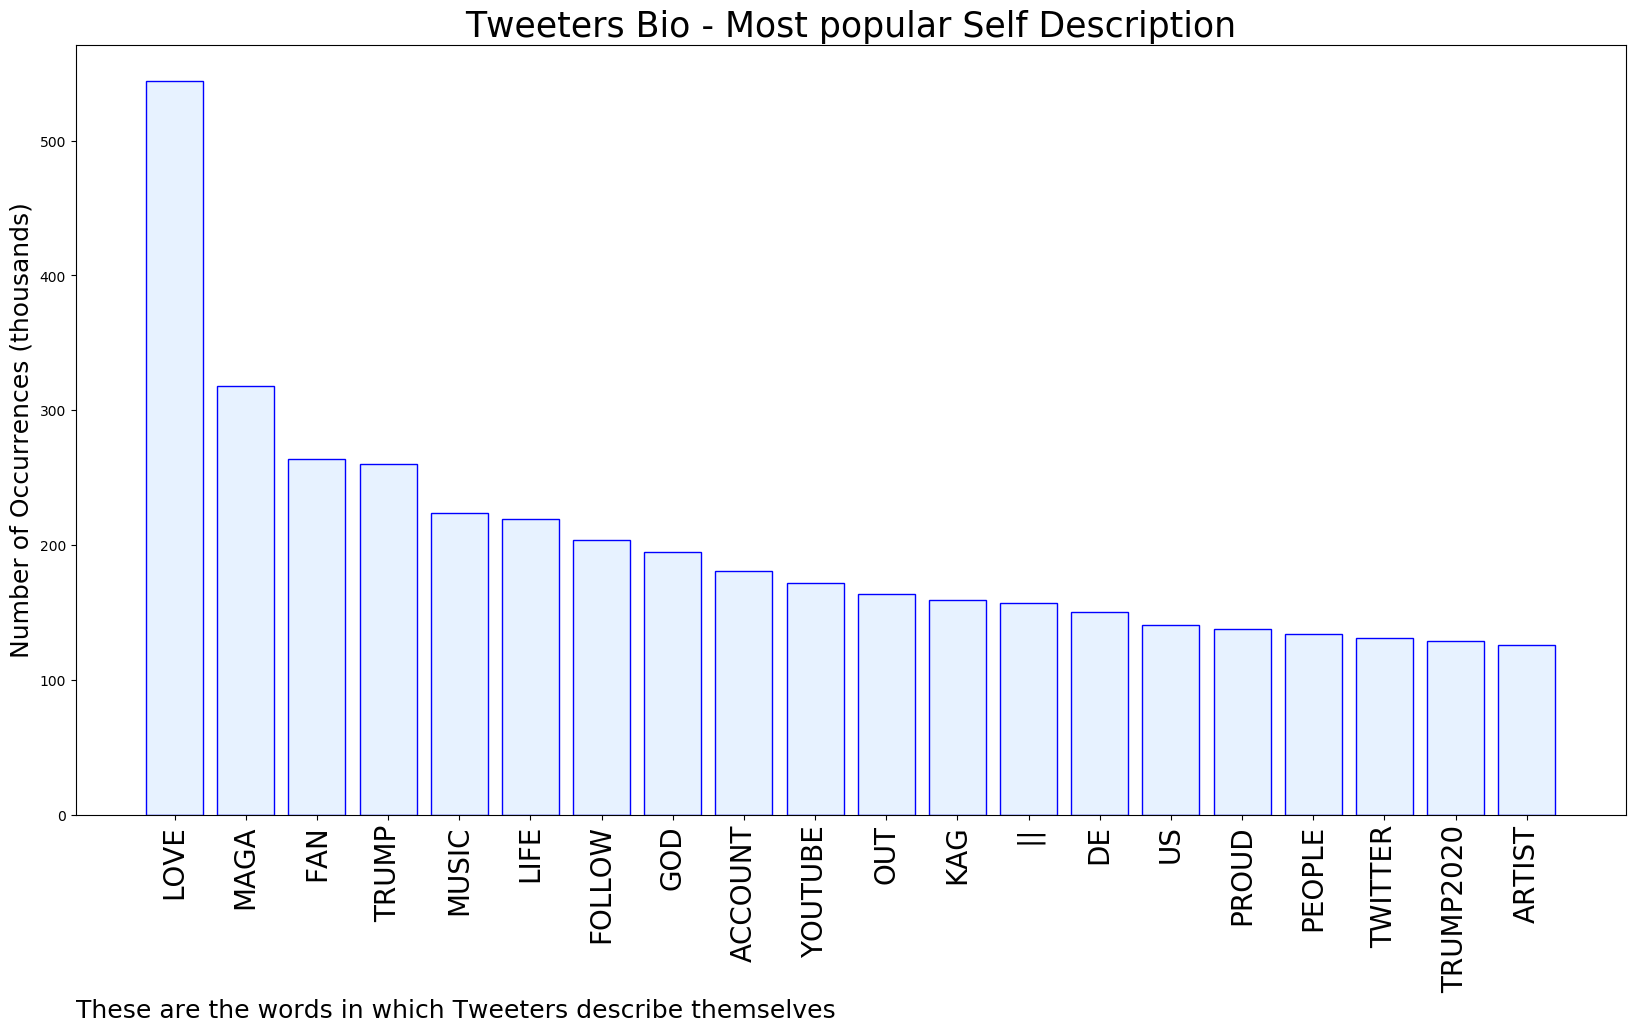 Tweeters Bio - Most popular Self Description
Number of Occurrences (thousands)
500
400
300
200
100
0
LOVE
MAGA
FAN
TRUMP
MUSIC
LIFE
FOLLOW
GOD
ACCOUNT
YOUTUBE
OUT
KAG
||
DE
US
PROUD
PEOPLE
TWITTER
TRUMP2020
ARTIST
These are the words in which Tweeters describe themselves